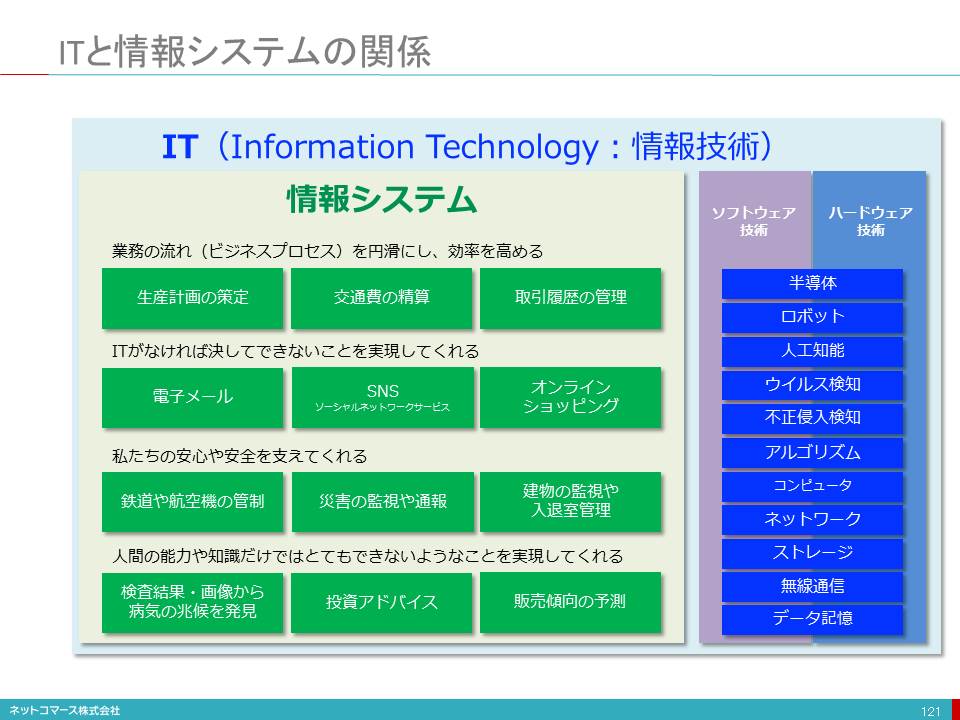 ITと情報システムの関係
IT（Information Technology：情報技術）
情報システム
業務の流れ（ビジネスプロセス）を円滑にし、効率を高める
生産計画の策定
交通費の精算
取引履歴の管理
ITがなければ決してできないことを実現してくれる
電子メール
SNS
ソーシャルネットワークサービス
オンライン
ショッピング
私たちの安心や安全を支えてくれる
鉄道や航空機の管制
災害の監視や通報
建物の監視や
入退室管理
人間の能力や知識だけではとてもできないようなことを実現してくれる
検査結果・画像から
病気の兆候を発見
投資アドバイス
販売傾向の予測
ソフトウェア
技術
ハードウェア
技術
半導体
ロボット
人工知能
ウイルス検知
不正侵入検知
アルゴリズム
コンピュータ
ネットワーク
ストレージ
無線通信
データ記憶
ネットコマース株式会社
121